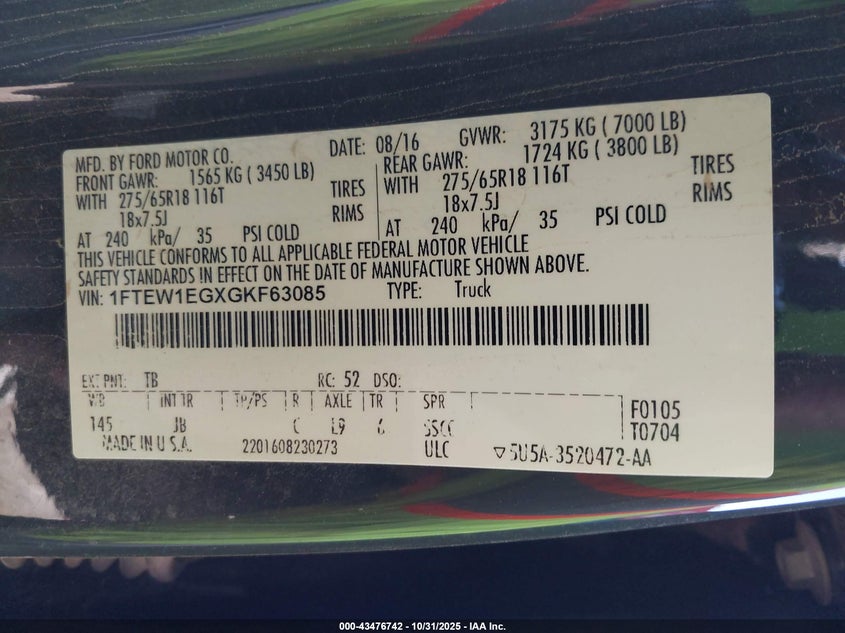 MFD. BY FORD MOTOR CO.
DATE: 08/16 GVWR: 3175 KG ( 7000 LB)
FRONT GAWR: 1565 KG ( 3450 LB) REAR GAWR: 1724 KG ( 3800 LB)
WITH 275/65R18 116T TIRES WITH 275/65R18 116T TIRES
18x7.5J RIMS 18x7.5J RIMS
AT 240 kPa/ 35 PSI COLD AT 240 kPa/ 35 PSI COLD
THIS VEHICLE CONFORMS TO ALL APPLICABLE FEDERAL MOTOR VEHICLE
SAFETY STANDARDS IN EFFECT ON THE DATE OF MANUFACTURE SHOWN ABOVE.
VIN: 1FTEW1EGXGKF63085 TYPE: Truck
EXT PNT: TB RC: 52 DSO:
WB INT TR TP/PS R AXLE TR SPR
145 JB L9 6 F0105
T0704
MADE IN U.S.A. 2201608230273 ULC ▽5U5A-3520472-AA
000-43476742 - 10/31/2025 - IAA Inc.